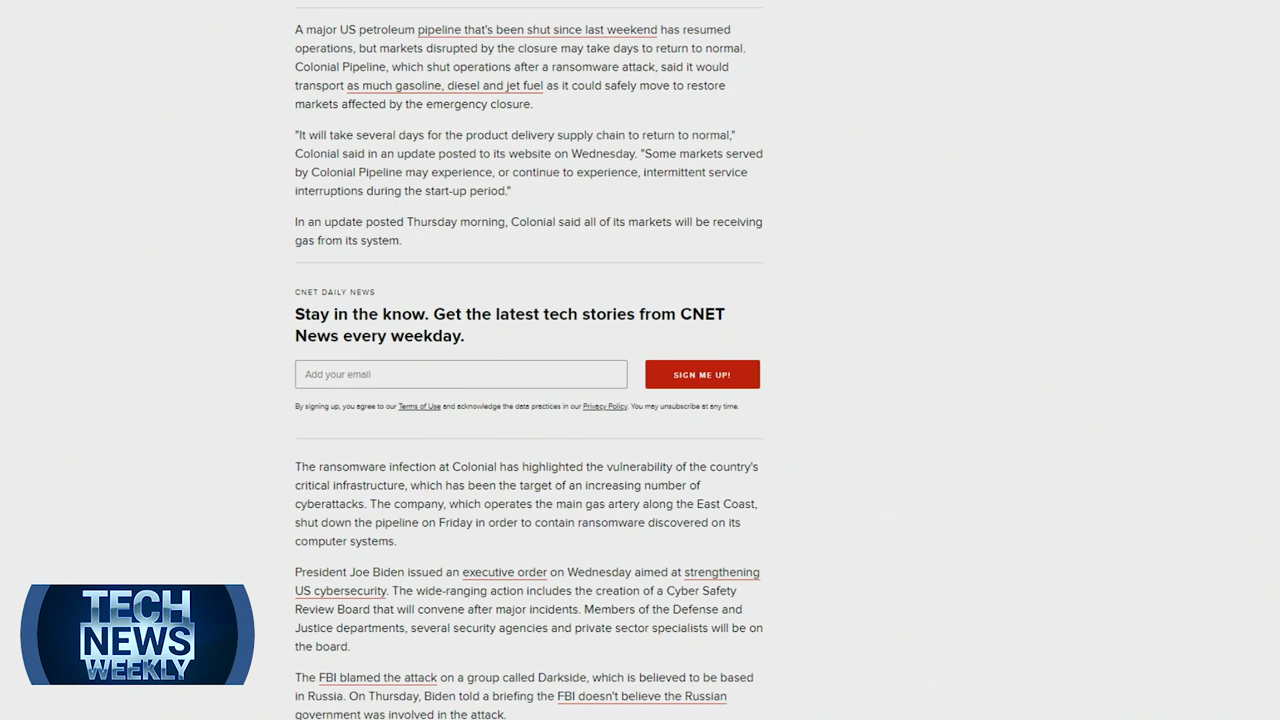 A major US petroleum pipeline that's been shut since last weekend has resumed
operations, but markets disrupted by the closure may take days to return to normal.
Colonial Pipeline, which shut operations after a ransomware attack, said it would
transport as much gasoline, diesel and jet fuel as it could safely move to restore
markets affected by the emergency closure.
"It will take several days for the product delivery supply chain to return to normal,"
Colonial said in an update posted to its website on Wednesday. "Some markets served
by Colonial Pipeline may experience, or continue to experience, intermittent service
interruptions during the start-up period."
In an update posted Thursday morning, Colonial said all of its markets will be receiving
gas from its system.
CNET DAILY NEWS
Stay in the know. Get the latest tech stories from CNET
News every weekday.
Add your email
SIGN ME UP!
By signing up, you agree to our Terms of Use and acknowledge the data practices in our Privacy Policy. You may unsubscribe at any time.
The ransomware infection at Colonial has highlighted the vulnerability of the country's
critical infrastructure, which has been the target of an increasing number of
cyberattacks. The company, which operates the main gas artery along the East Coast,
shut down the pipeline on Friday in order to contain ransomware discovered on its
computer systems.
President Joe Biden issued an executive order on Wednesday aimed at strengthening
US cybersecurity. The wide-ranging action includes the creation of a Cyber Safety
Review Board that will convene after major incidents. Members of the Defense and
Justice departments, several security agencies and private sector specialists will be on
the board.
The FBI blamed the attack on a group called Darkside, which is believed to be based
in Russia. On Thursday, Biden told a briefing the FBI doesn't believe the Russian
government was involved in the attack.
TECH
NEWS
WEEKLY